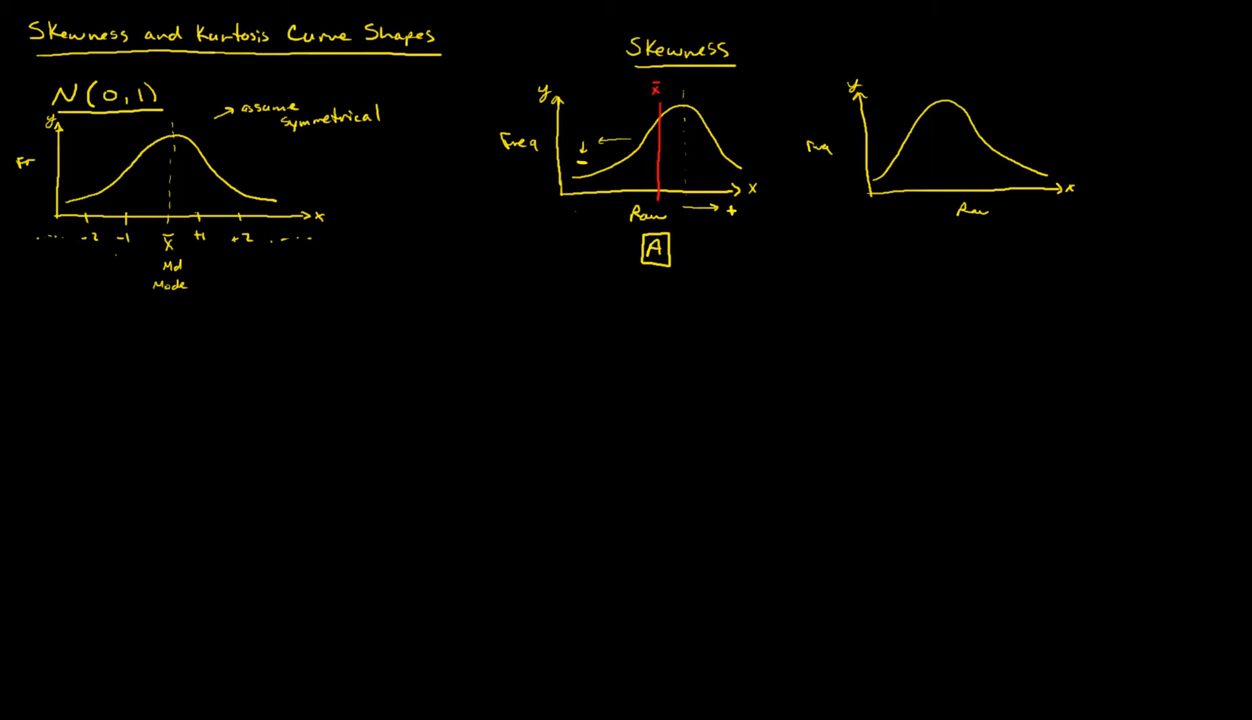 Skewness and Kurtosis Curve Shapes
N(0,1)
→ assume
symmetrical
y
Fr
x
.... -2 -1 x̄ +1 +2 .....
Md
Mode
Skewness
y
x̄
Freq
-
x
Raw
→ +
A
y
Freq
x
Raw